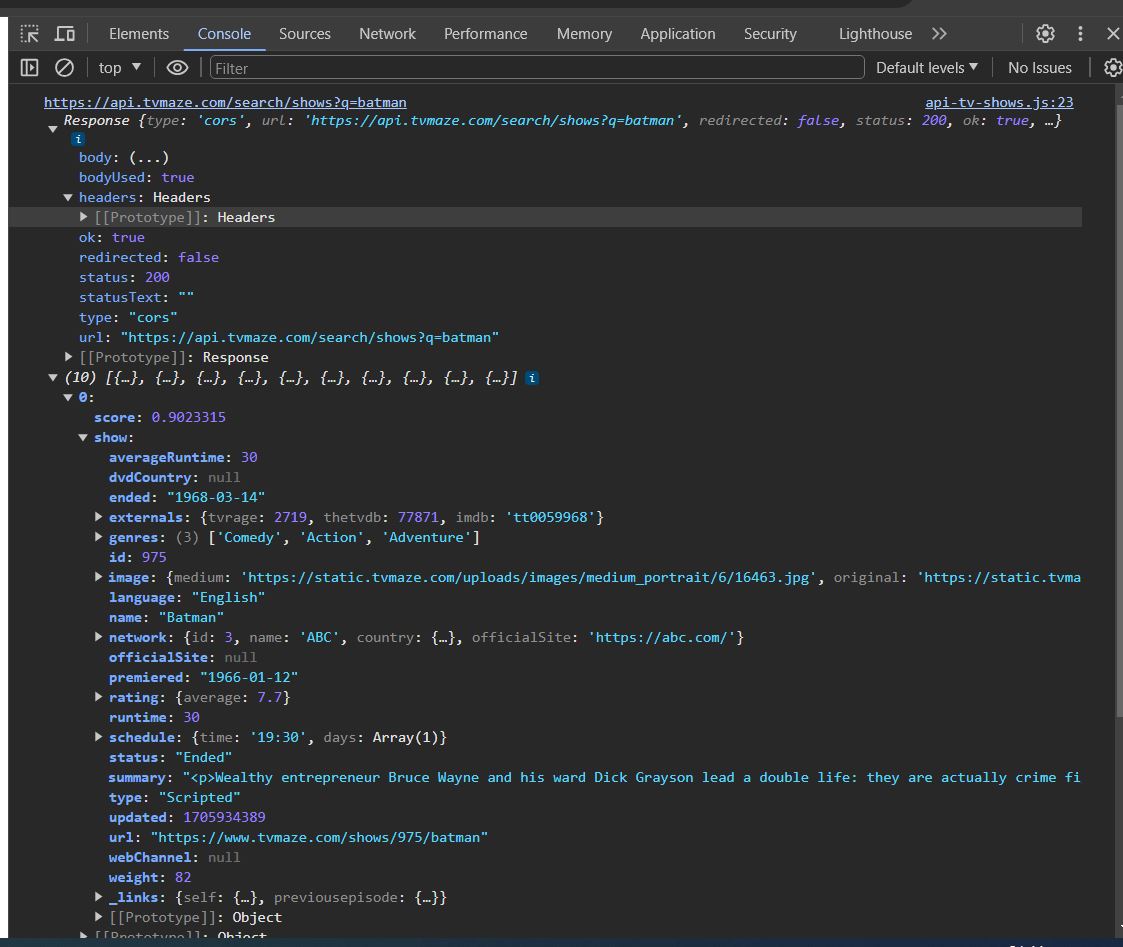 Elements Console Sources Network Performance Memory Application Security Lighthouse
top Filter Default levels No Issues
https://api.tvmaze.com/search/shows?q=batman api-tv-shows.js:23
Response {type: 'cors', url: 'https://api.tvmaze.com/search/shows?q=batman', redirected: false, status: 200, ok: true, …}
i
body: (...)
bodyUsed: true
headers: Headers
[[Prototype]]: Headers
ok: true
redirected: false
status: 200
statusText: ""
type: "cors"
url: "https://api.tvmaze.com/search/shows?q=batman"
[[Prototype]]: Response
(10) [{…}, {…}, {…}, {…}, {…}, {…}, {…}, {…}, {…}, {…}] i
0:
score: 0.9023315
show:
averageRuntime: 30
dvdCountry: null
ended: "1968-03-14"
externals: {tvrage: 2719, thetvdb: 77871, imdb: 'tt0059968'}
genres: (3) ['Comedy', 'Action', 'Adventure']
id: 975
image: {medium: 'https://static.tvmaze.com/uploads/images/medium_portrait/6/16463.jpg', original: 'https://static.tvma
language: "English"
name: "Batman"
network: {id: 3, name: 'ABC', country: {…}, officialSite: 'https://abc.com/'}
officialSite: null
premiered: "1966-01-12"
rating: {average: 7.7}
runtime: 30
schedule: {time: '19:30', days: Array(1)}
status: "Ended"
summary: "<p>Wealthy entrepreneur Bruce Wayne and his ward Dick Grayson lead a double life: they are actually crime fi
type: "Scripted"
updated: 1705934389
url: "https://www.tvmaze.com/shows/975/batman"
webChannel: null
weight: 82
_links: {self: {…}, previousepisode: {…}}
[[Prototype]]: Object
[[Prototype]]: Object